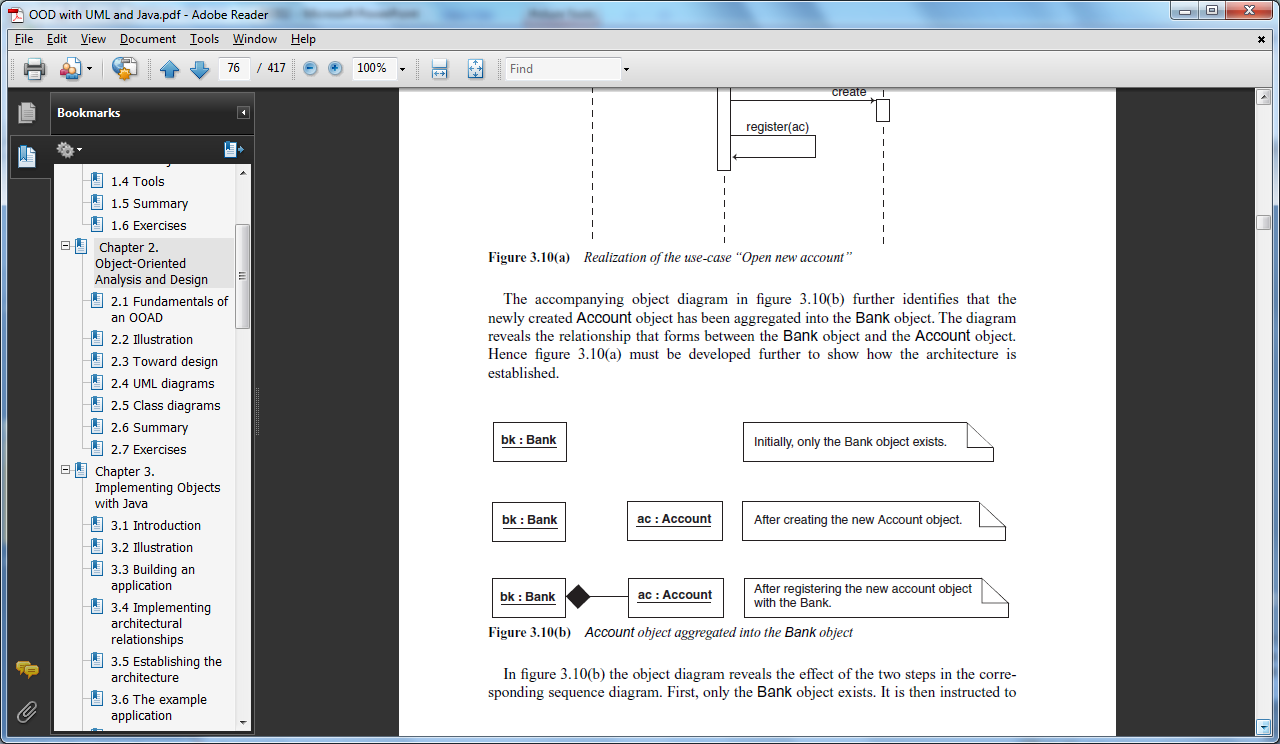 OOD with UML and Java.pdf - Adobe Reader
File Edit View Document Tools Window Help
76 / 417 100% Find
Bookmarks
1.4 Tools
1.5 Summary
1.6 Exercises
Chapter 2.
Object-Oriented
Analysis and Design
2.1 Fundamentals of
an OOAD
2.2 Illustration
2.3 Toward design
2.4 UML diagrams
2.5 Class diagrams
2.6 Summary
2.7 Exercises
Chapter 3.
Implementing Objects
with Java
3.1 Introduction
3.2 Illustration
3.3 Building an
application
3.4 Implementing
architectural
relationships
3.5 Establishing the
architecture
3.6 The example
application
create
register(ac)
Figure 3.10(a) Realization of the use-case “Open new account”
The accompanying object diagram in figure 3.10(b) further identifies that the
newly created Account object has been aggregated into the Bank object. The diagram
reveals the relationship that forms between the Bank object and the Account object.
Hence figure 3.10(a) must be developed further to show how the architecture is
established.
bk : Bank
Initially, only the Bank object exists.
bk : Bank
ac : Account
After creating the new Account object.
bk : Bank
ac : Account
After registering the new account object
with the Bank.
Figure 3.10(b) Account object aggregated into the Bank object
In figure 3.10(b) the object diagram reveals the effect of the two steps in the corre-
sponding sequence diagram. First, only the Bank object exists. It is then instructed to